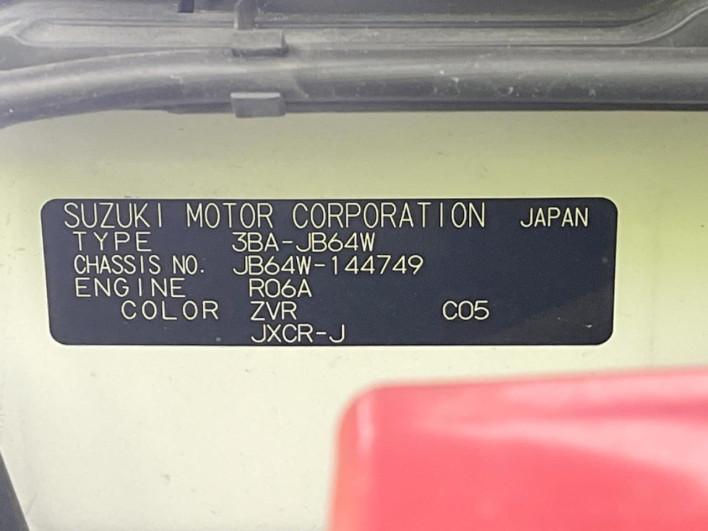 SUZUKI MOTOR CORPORATION JAPAN
TYPE 3BA-JB64W
CHASSIS NO. JB64W-144749
ENGINE R06A
COLOR ZVR C05
JXCR-J